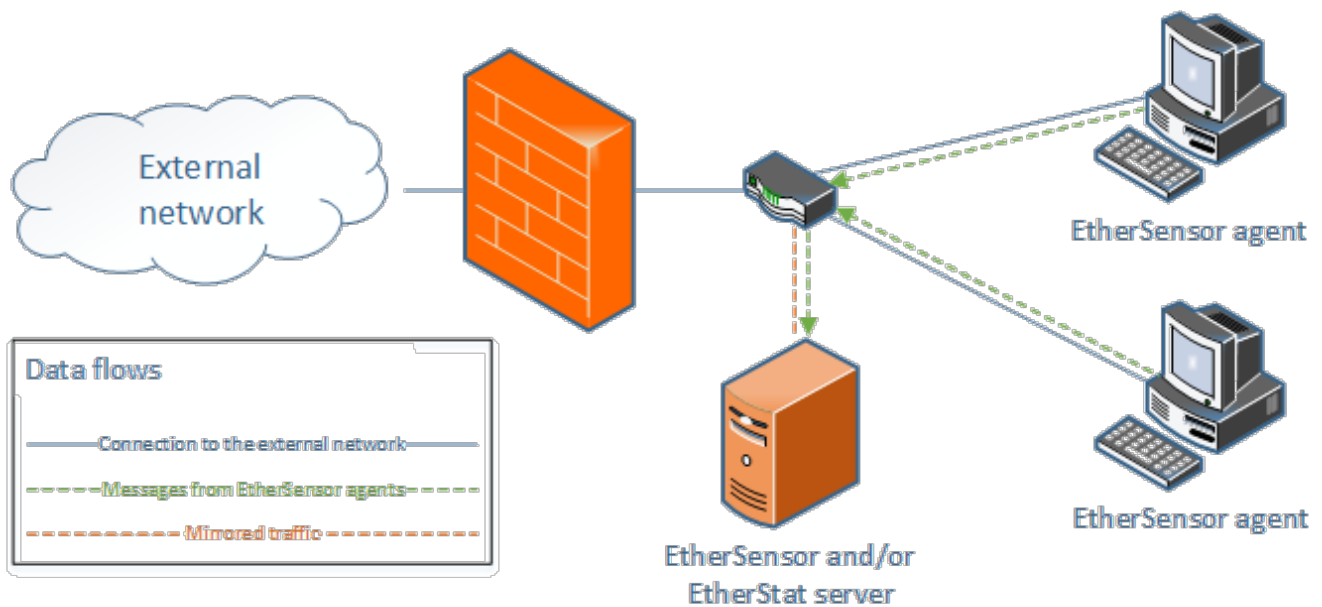 External
network
EtherSensor agent
Data flows
Connection to the external network
Messages from EtherSensor agents
Mirrored traffic
EtherSensor agent
EtherSensor and/or
EtherStat server